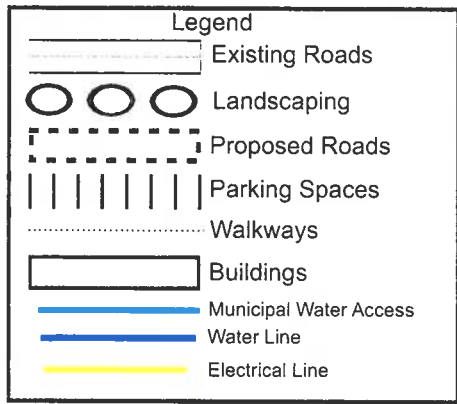 Legend
Existing Roads
Landscaping
Proposed Roads
Parking Spaces
Walkways
Buildings
Municipal Water Access
Water Line
Electrical Line